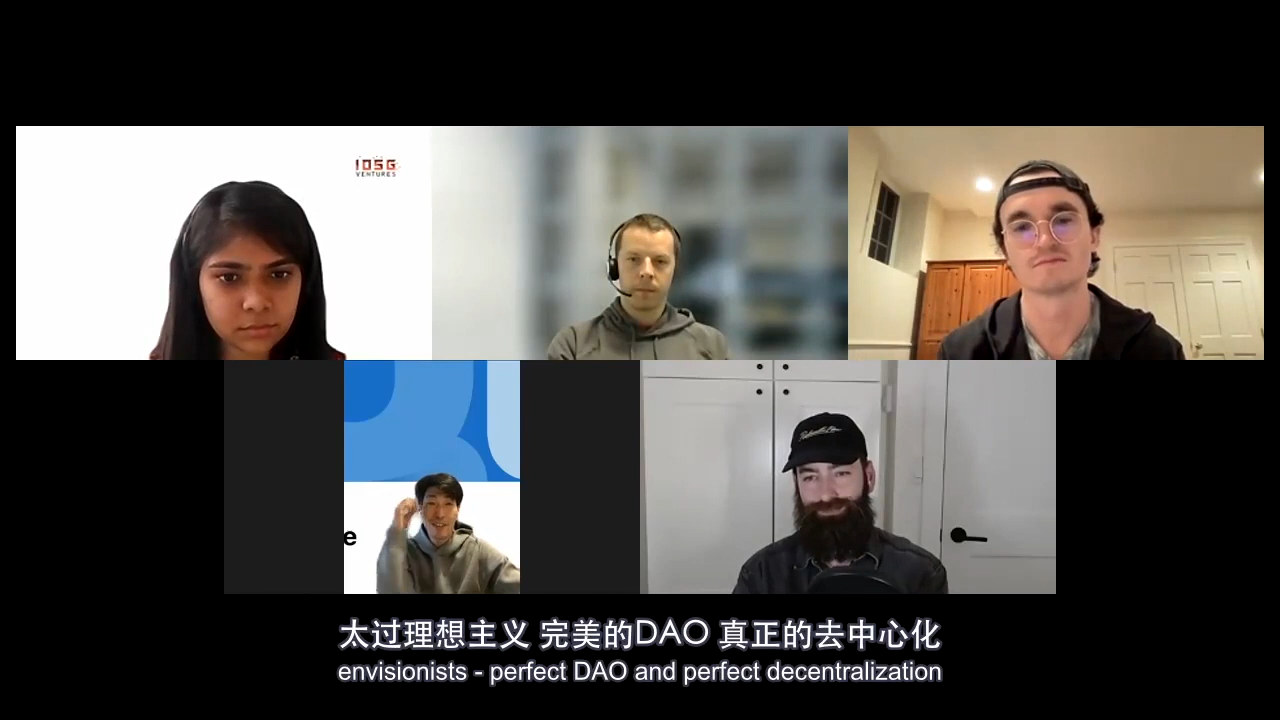 IOSG
VENTURES
e
太过理想主义 完美的DAO 真正的去中心化
envisionists - perfect DAO and perfect decentralization